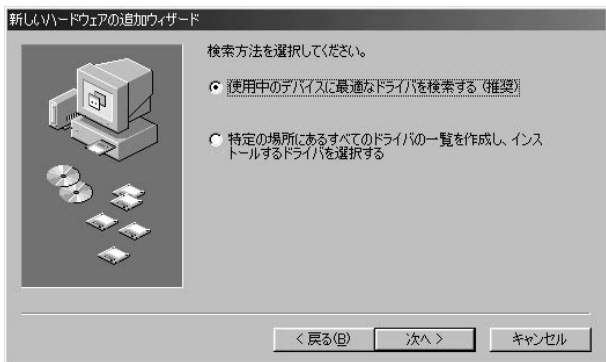 新しいハードウェアの追加ウィザード
検索方法を選択してください。
使用中のデバイスに最適なドライバを検索する (推奨)
特定の場所にあるすべてのドライバの一覧を作成し、インス
トールするドライバを選択する
< 戻る(B)
次へ >
キャンセル